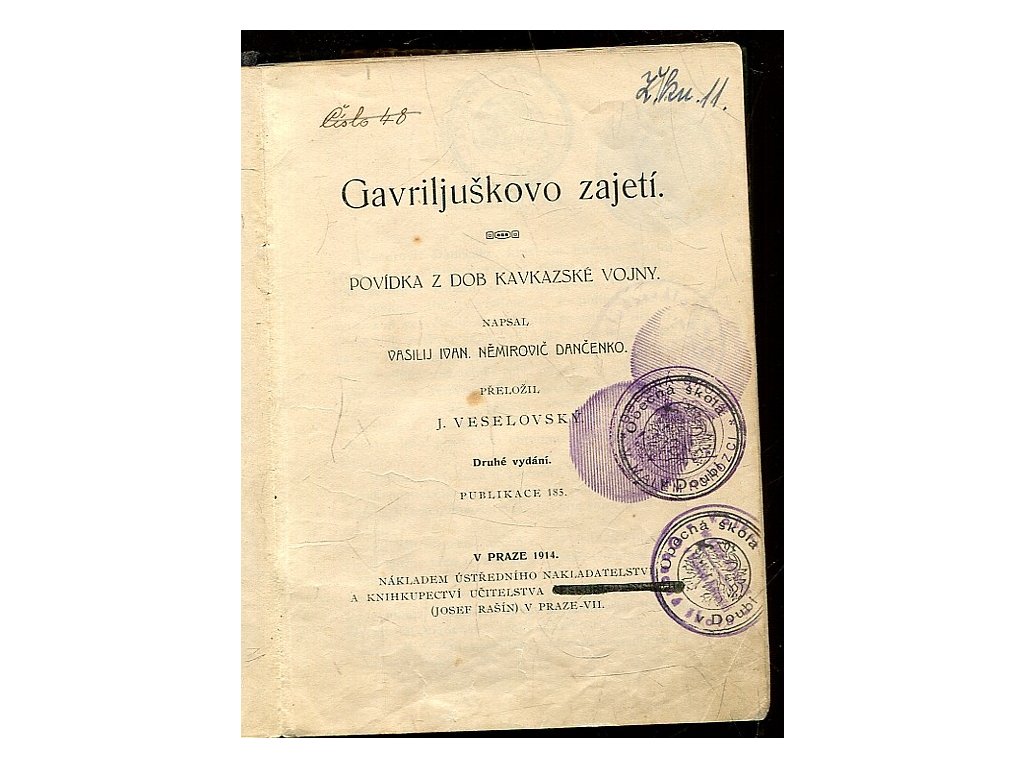 Číslo 48
Ž. kn. 11.
Gavriljuškovo zajetí.
POVÍDKA Z DOB KAVKAZSKÉ VOJNY.
NAPSAL
VASILIJ IVAN. NĚMIROVIČ DANČENKO.
PŘELOŽIL
J. VESELOVSKÝ.
Druhé vydání.
PUBLIKACE 185.
V PRAZE 1914.
NÁKLADEM ÚSTŘEDNÍHO NAKLADATELSTVÍ
A KNIHKUPECTVÍ UČITELSTVA
(JOSEF RAŠÍN) V PRAZE-VII.
Obecná škola
v Doubí
Obecná škola
v Doubí